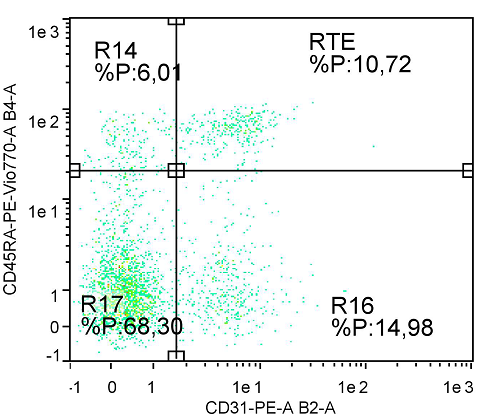 1e3
R14
%P:6,01
RTE
%P:10,72
1e2
1e1
1
0
-1
R17
%P:68,30
R16
%P:14,98
CD45RA-PE-Vio770-A B4-A
-1 0 1 1e1 1e2 1e3
CD31-PE-A B2-A